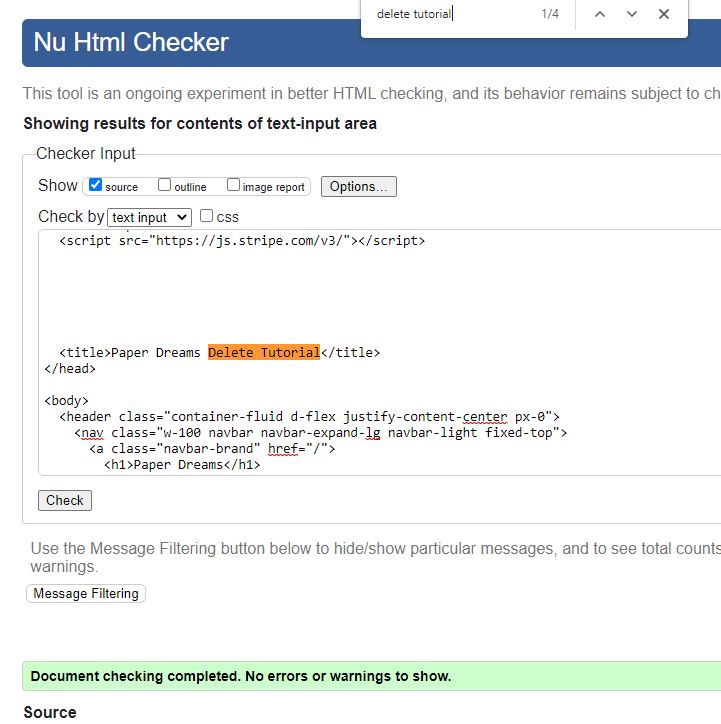 delete tutorial 1/4
Nu Html Checker
This tool is an ongoing experiment in better HTML checking, and its behavior remains subject to ch
Showing results for contents of text-input area
Checker Input
Show source outline image report Options...
Check by text input css
<script src="https://js.stripe.com/v3/"></script>
<title>Paper Dreams Delete Tutorial</title>
</head>
<body>
<header class="container-fluid d-flex justify-content-center px-0">
<nav class="w-100 navbar navbar-expand-lg navbar-light fixed-top">
<a class="navbar-brand" href="/">
<h1>Paper Dreams</h1>
Check
Use the Message Filtering button below to hide/show particular messages, and to see total counts
warnings.
Message Filtering
Document checking completed. No errors or warnings to show.
Source